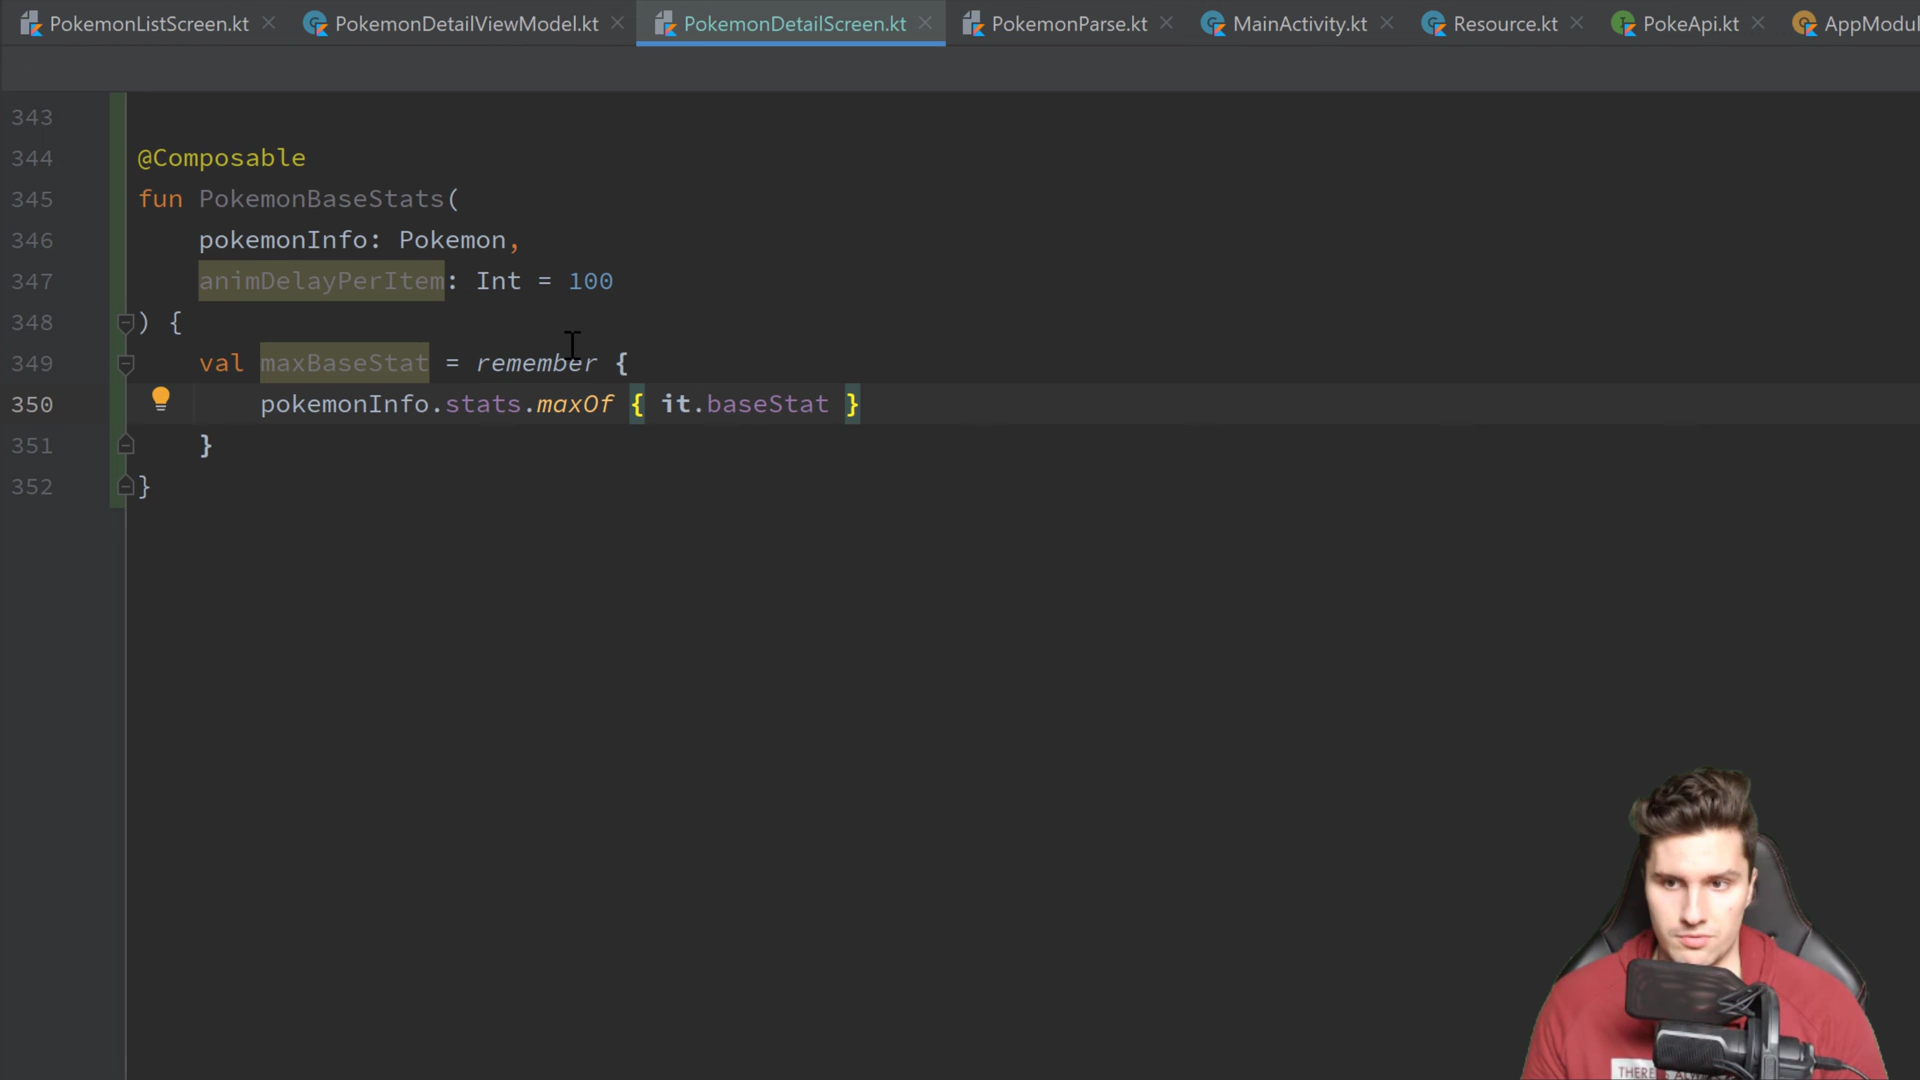 PokemonListScreen.kt PokemonDetailViewModel.kt PokemonDetailScreen.kt PokemonParse.kt MainActivity.kt Resource.kt PokeApi.kt AppModul
343
344 @Composable
345 fun PokemonBaseStats(
346 pokemonInfo: Pokemon,
347 animDelayPerItem: Int = 100
348 ) {
349 val maxBaseStat = remember {
350 pokemonInfo.stats.maxOf { it.baseStat }
351 }
352 }